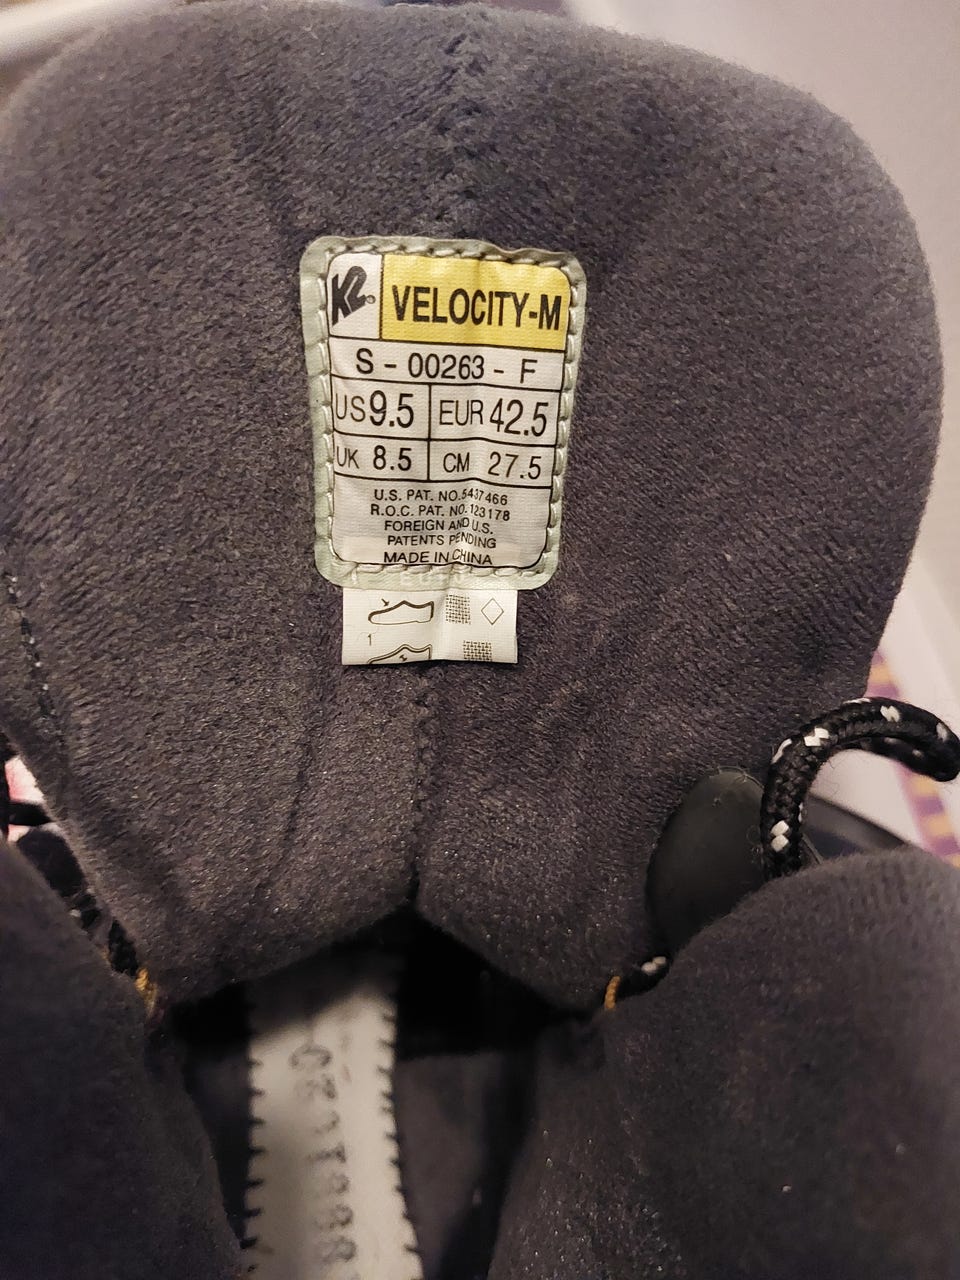 K2 VELOCITY-M
S - 00263 - F
US 9.5 EUR 42.5
UK 8.5 CM 27.5
U.S. PAT. NO.5437466
R.O.C. PAT. NO.123178
FOREIGN AND U.S.
PATENTS PENDING
MADE IN CHINA
1